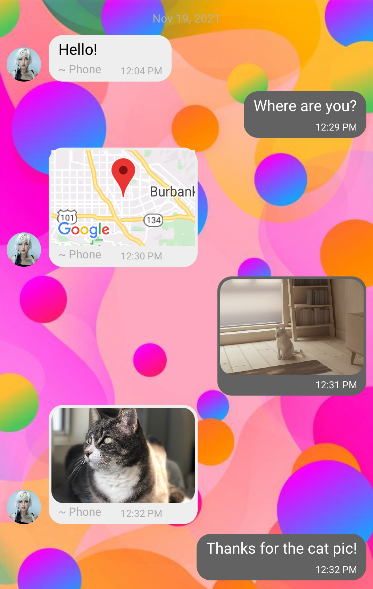 Nov 19, 2021
Hello!
~ Phone 12:04 PM
Where are you?
12:29 PM
Burbank
101
134
Google
~ Phone 12:30 PM
12:31 PM
~ Phone 12:32 PM
Thanks for the cat pic!
12:32 PM